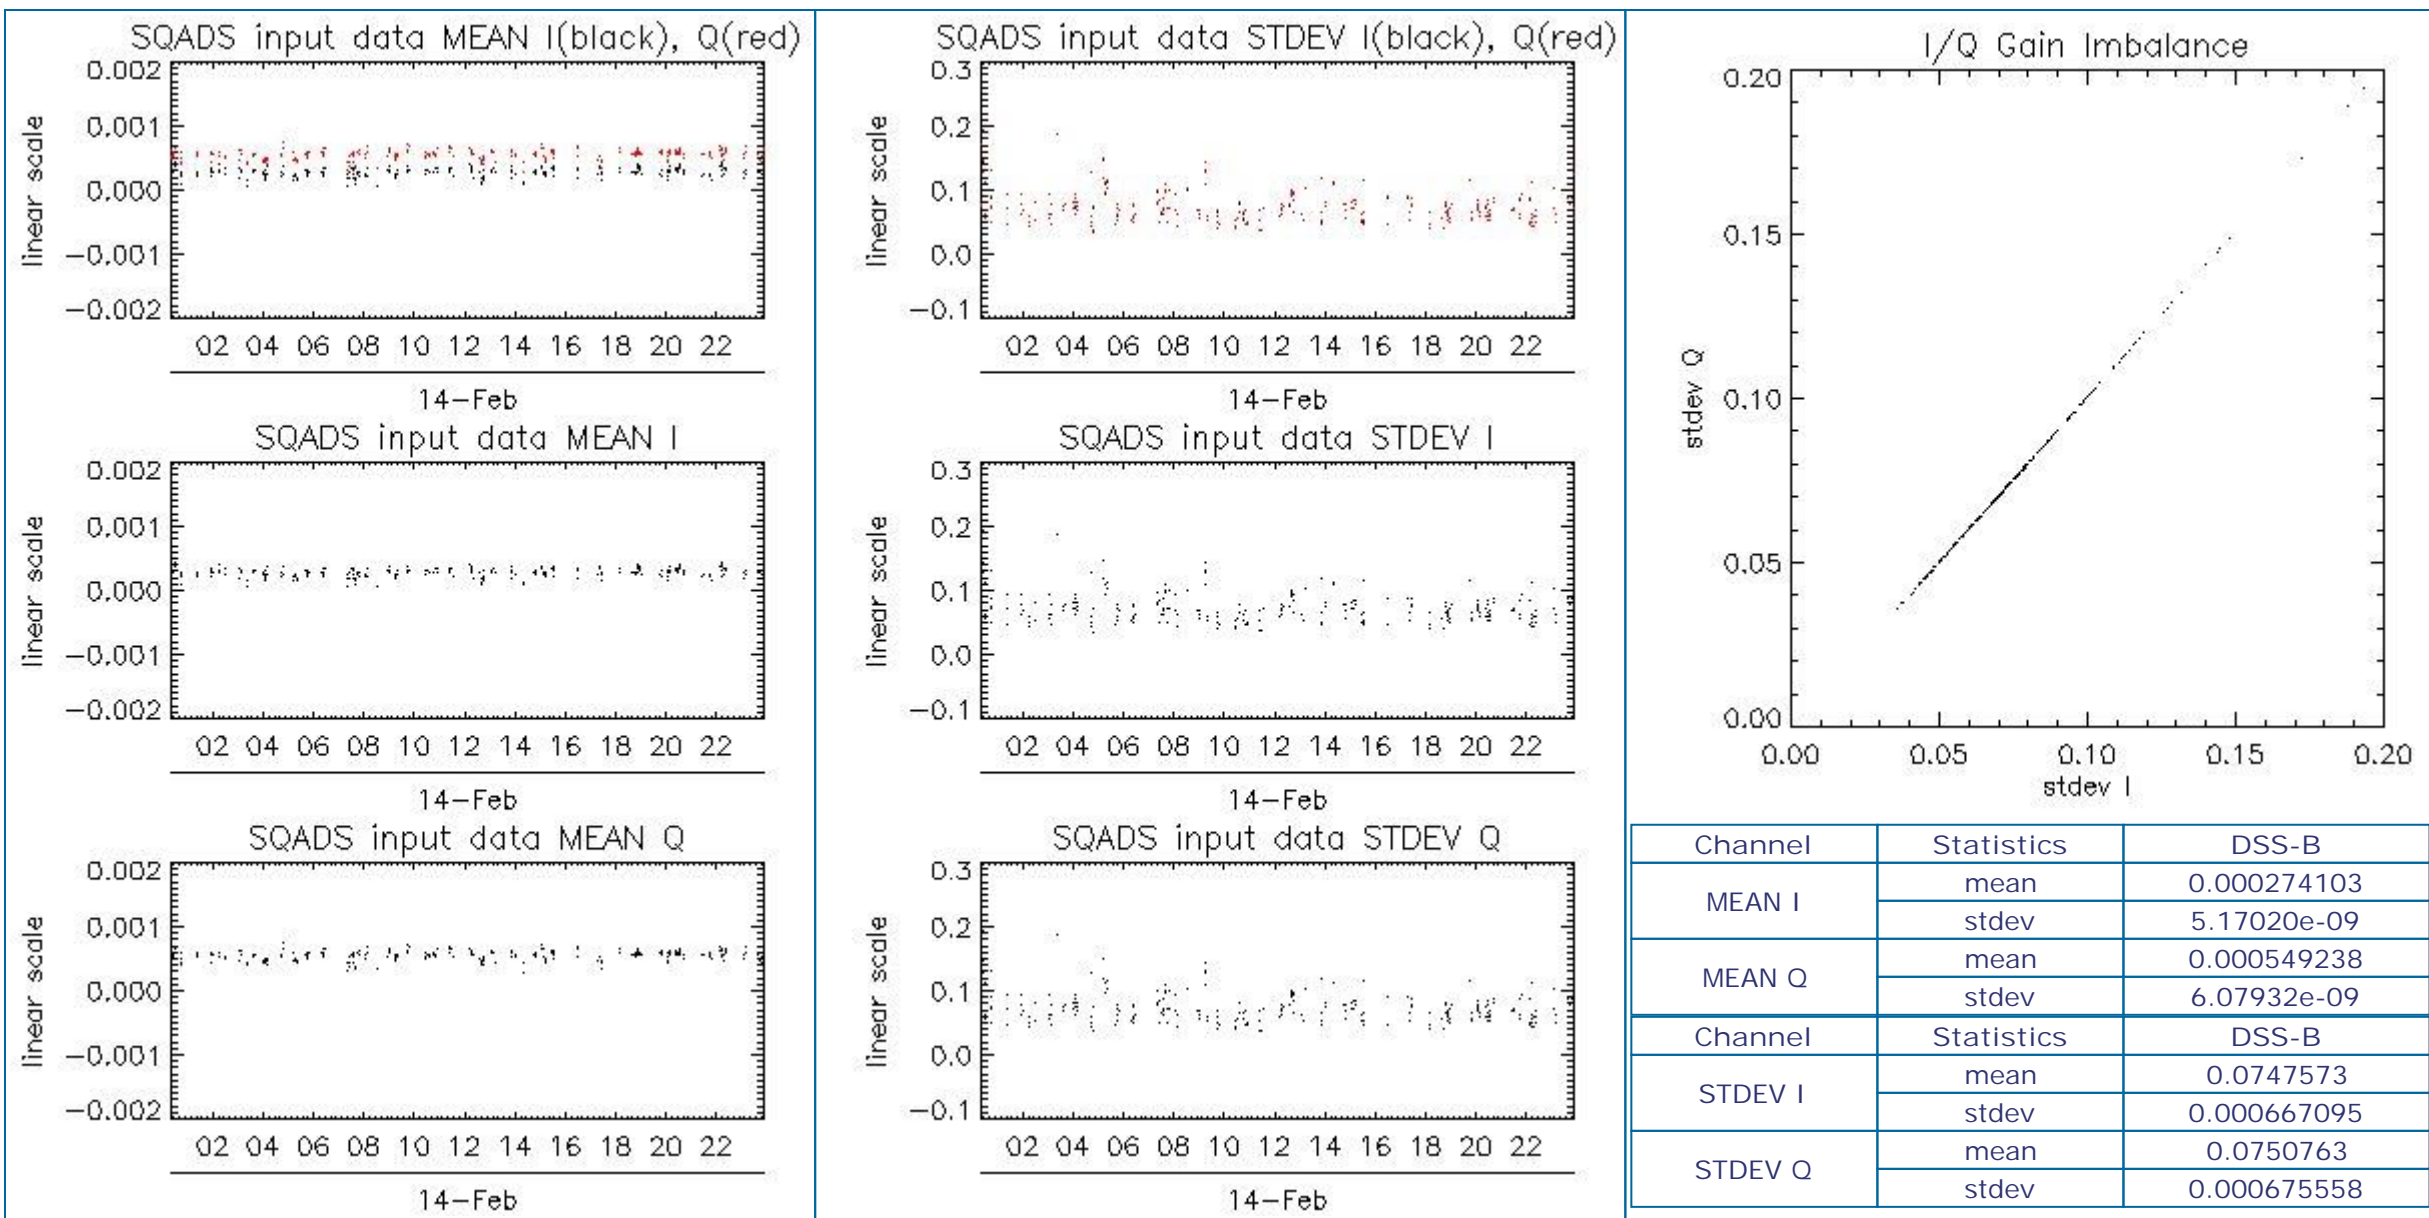 SQADS input data MEAN I(black), Q(red)
0.002
0.001
0.000
-0.001
-0.002
linear scale
02 04 06 08 10 12 14 16 18 20 22
14-Feb
SQADS input data MEAN I
0.002
0.001
0.000
-0.001
-0.002
linear scale
02 04 06 08 10 12 14 16 18 20 22
14-Feb
SQADS input data MEAN Q
0.002
0.001
0.000
-0.001
-0.002
linear scale
02 04 06 08 10 12 14 16 18 20 22
14-Feb
SQADS input data STDEV I(black), Q(red)
0.3
0.2
0.1
0.0
-0.1
linear scale
02 04 06 08 10 12 14 16 18 20 22
14-Feb
SQADS input data STDEV I
0.3
0.2
0.1
0.0
-0.1
linear scale
02 04 06 08 10 12 14 16 18 20 22
14-Feb
SQADS input data STDEV Q
0.3
0.2
0.1
0.0
-0.1
linear scale
02 04 06 08 10 12 14 16 18 20 22
14-Feb
I/Q Gain Imbalance
0.20
0.15
0.10
0.05
0.00
stdev Q
0.00 0.05 0.10 0.15 0.20
stdev I
Channel Statistics DSS-B
MEAN I mean 0.000274103
stdev 5.17020e-09
MEAN Q mean 0.000549238
stdev 6.07932e-09
Channel Statistics DSS-B
STDEV I mean 0.0747573
stdev 0.000667095
STDEV Q mean 0.0750763
stdev 0.000675558